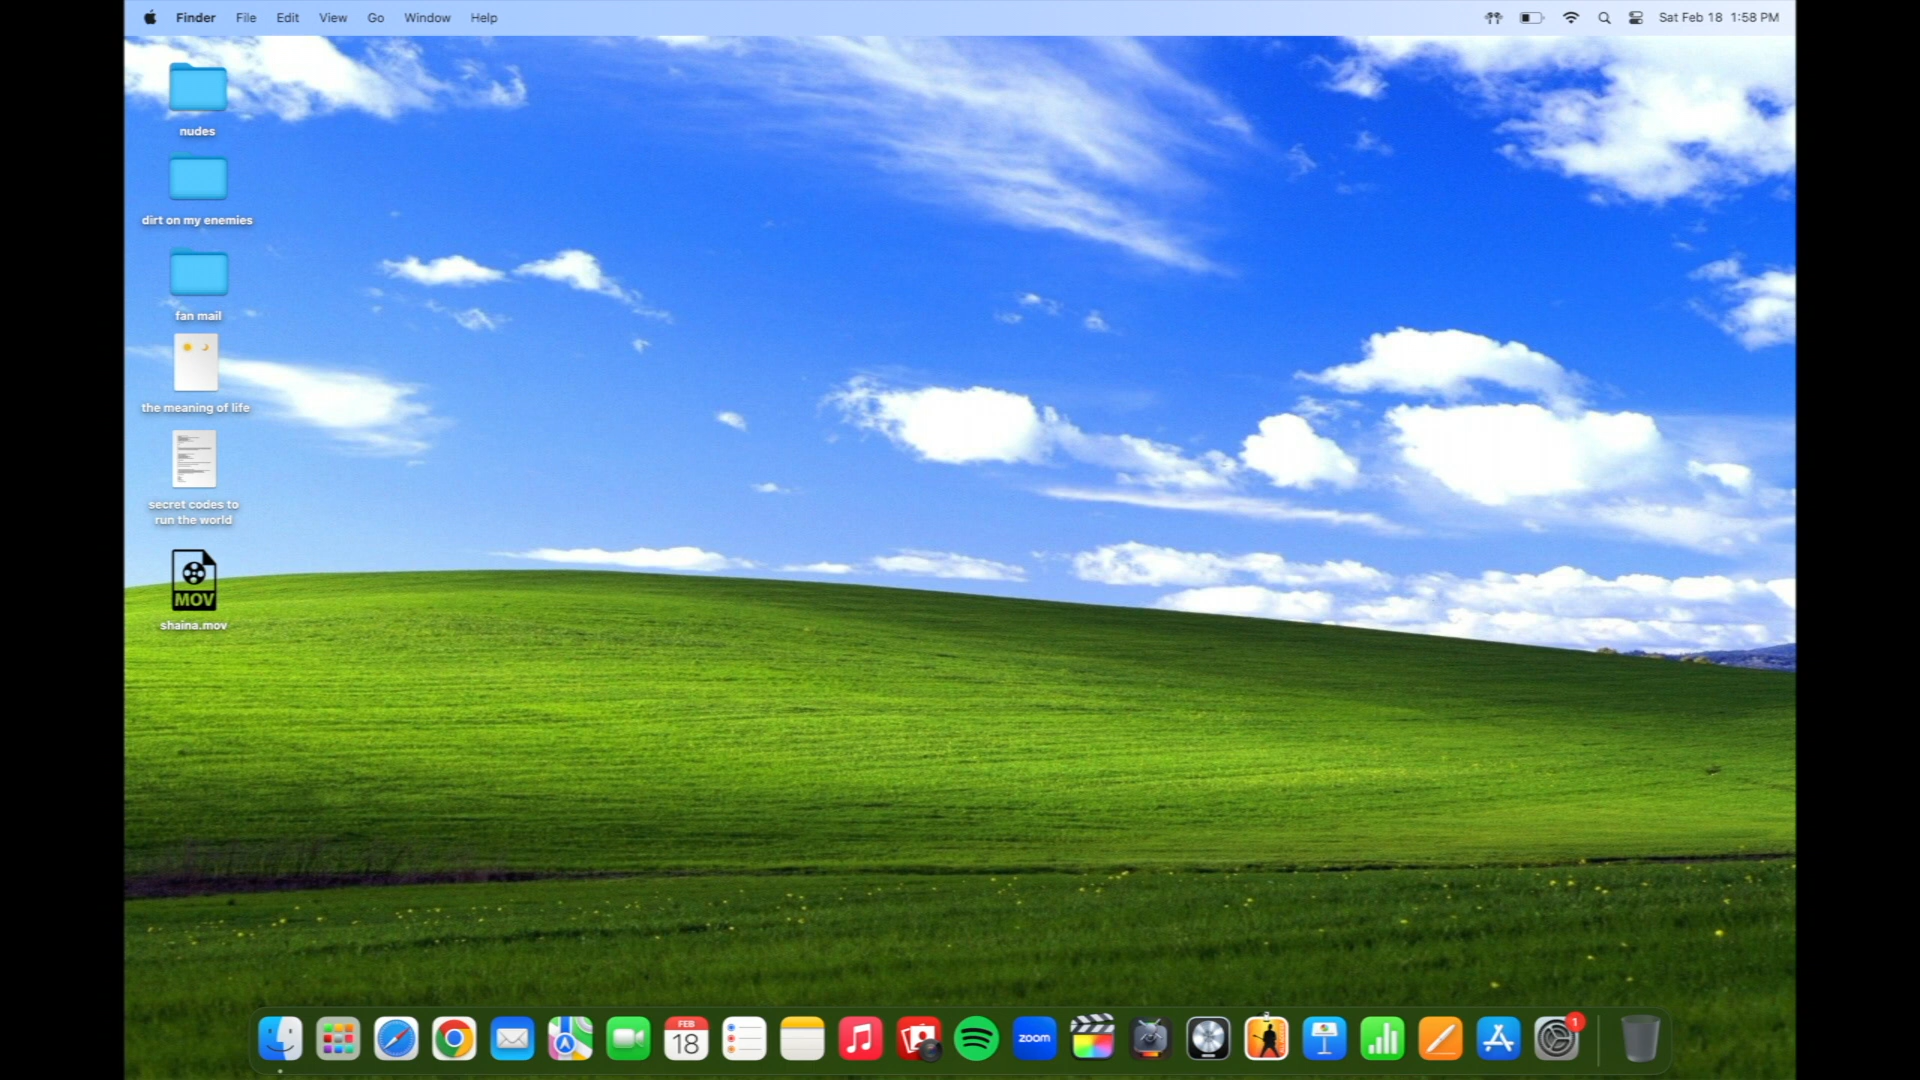 Finder File Edit View Go Window Help Sat Feb 18 1:58 PM
nudes
dirt on my enemies
fan mail
the meaning of life
secret codes to
run the world
MOV
shaina.mov
FEB
18
zoom
1